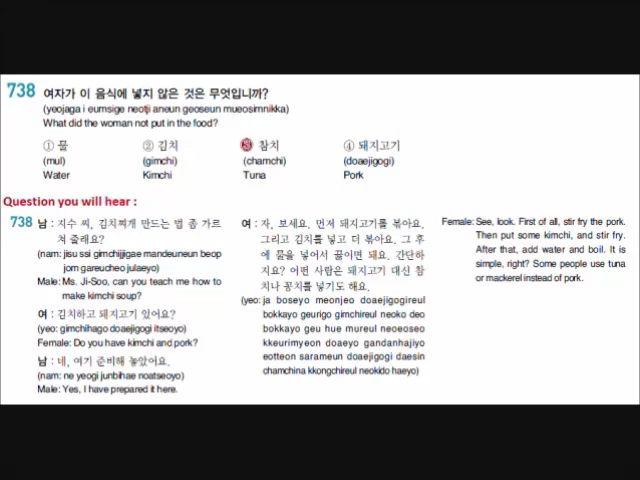 738 여자가 이 음식에 넣지 않은 것은 무엇입니까?
(yeojaga i eumsige neotji aneun geoseun mueosimnikka)
What did the woman not put in the food?
① 물 ② 김치 ③ 참치 ④ 돼지고기
(mul) (gimchi) (chamchi) (doaejigogi)
Water Kimchi Tuna Pork
Question you will hear :
738 남 : 지수 씨, 김치찌개 만드는 법 좀 가르
쳐 줄래요?
(nam: jisu ssi gimchijjigae mandeuneun beop
jom gareucheo julaeyo)
Male: Ms. Ji-Soo, can you teach me how to
make kimchi soup?
여 : 김치하고 돼지고기 있어요?
(yeo: gimchihago doaejigogi itseoyo)
Female: Do you have kimchi and pork?
남 : 네, 여기 준비해 놓았어요.
(nam: ne yeogi junbihae noatseoyo)
Male: Yes, I have prepared it here.
여 : 자, 보세요. 먼저 돼지고기를 볶아요.
그리고 김치를 넣고 더 볶아요. 그 후
에 물을 넣어서 끓이면 돼요. 간단하
지요? 어떤 사람은 돼지고기 대신 참
치나 꽁치를 넣기도 해요.
(yeo: ja boseyo meonjeo doaejigogireul
bokkayo geurigo gimchireul neoko deo
bokkayo geu hue mureul neoeoseo
kkeurimyeon doaeyo gandanhajiyo
eotteon sarameun doaejigogi daesin
chamchina kkongchireul neokido haeyo)
Female: See, look. First of all, stir fry the pork.
Then put some kimchi, and stir fry.
After that, add water and boil. It is
simple, right? Some people use tuna
or mackerel instead of pork.